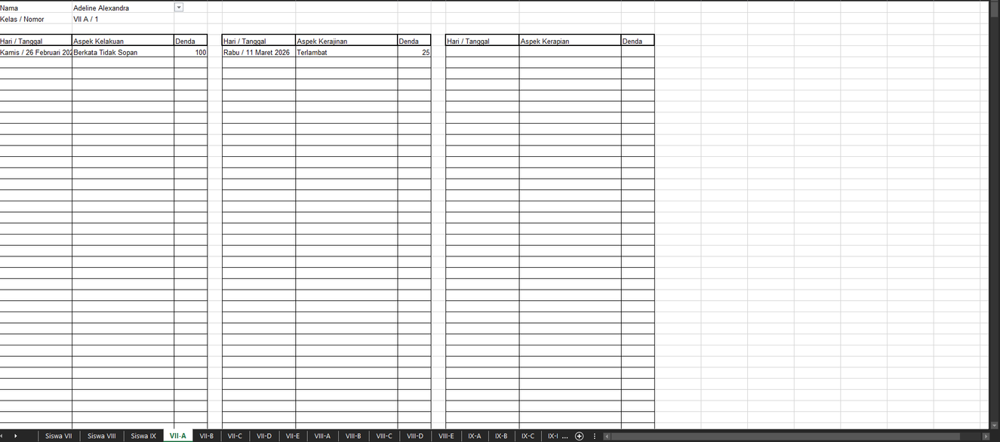 Nama Adeline Alexandra
Kelas / Nomor VII A / 1
Hari / Tanggal Aspek Kelakuan Denda Hari / Tanggal Aspek Kerajinan Denda Hari / Tanggal Aspek Kerapian Denda
Kamis / 26 Februari 202 Berkata Tidak Sopan 100 Rabu / 11 Maret 2026 Terlambat 25
Siswa VII Siswa VIII Siswa IX VII-A VII-B VII-C VII-D VII-E VIII-A VIII-B VIII-C VIII-D VIII-E IX-A IX-B IX-C IX-I ...